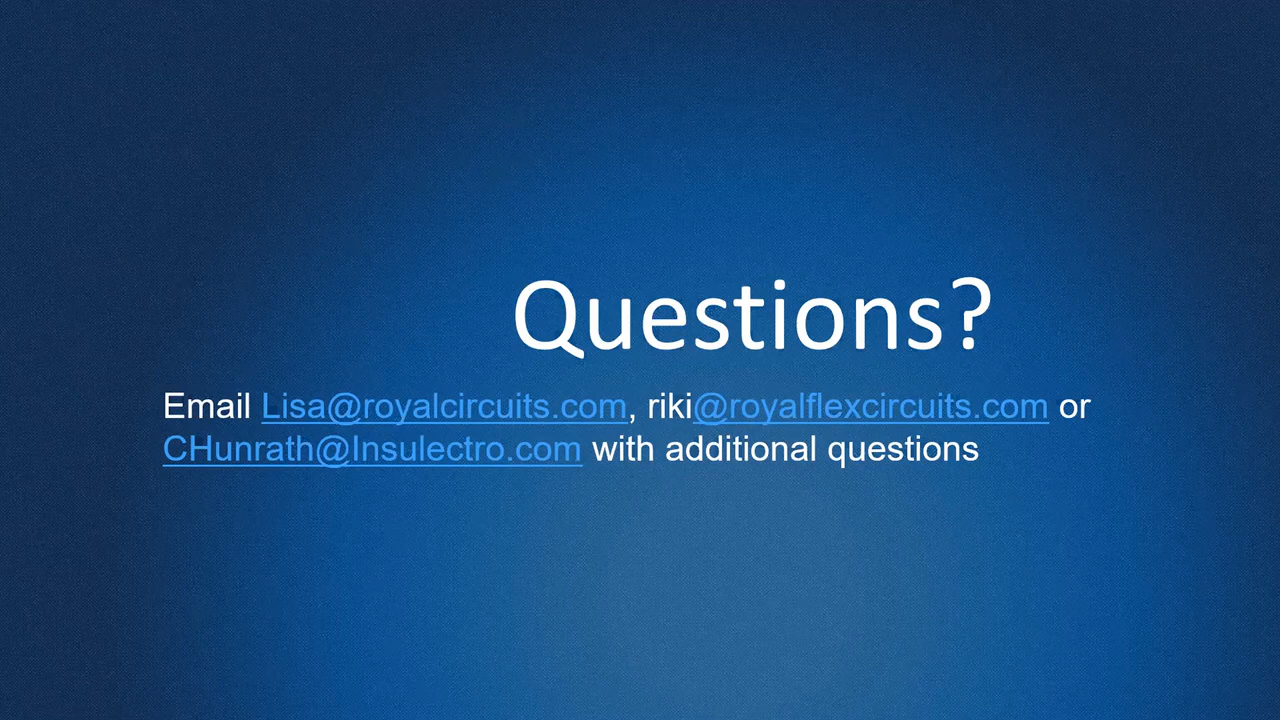 Questions?
Email Lisa@royalcircuits.com, riki@royalflexcircuits.com or
CHunrath@Insulectro.com with additional questions